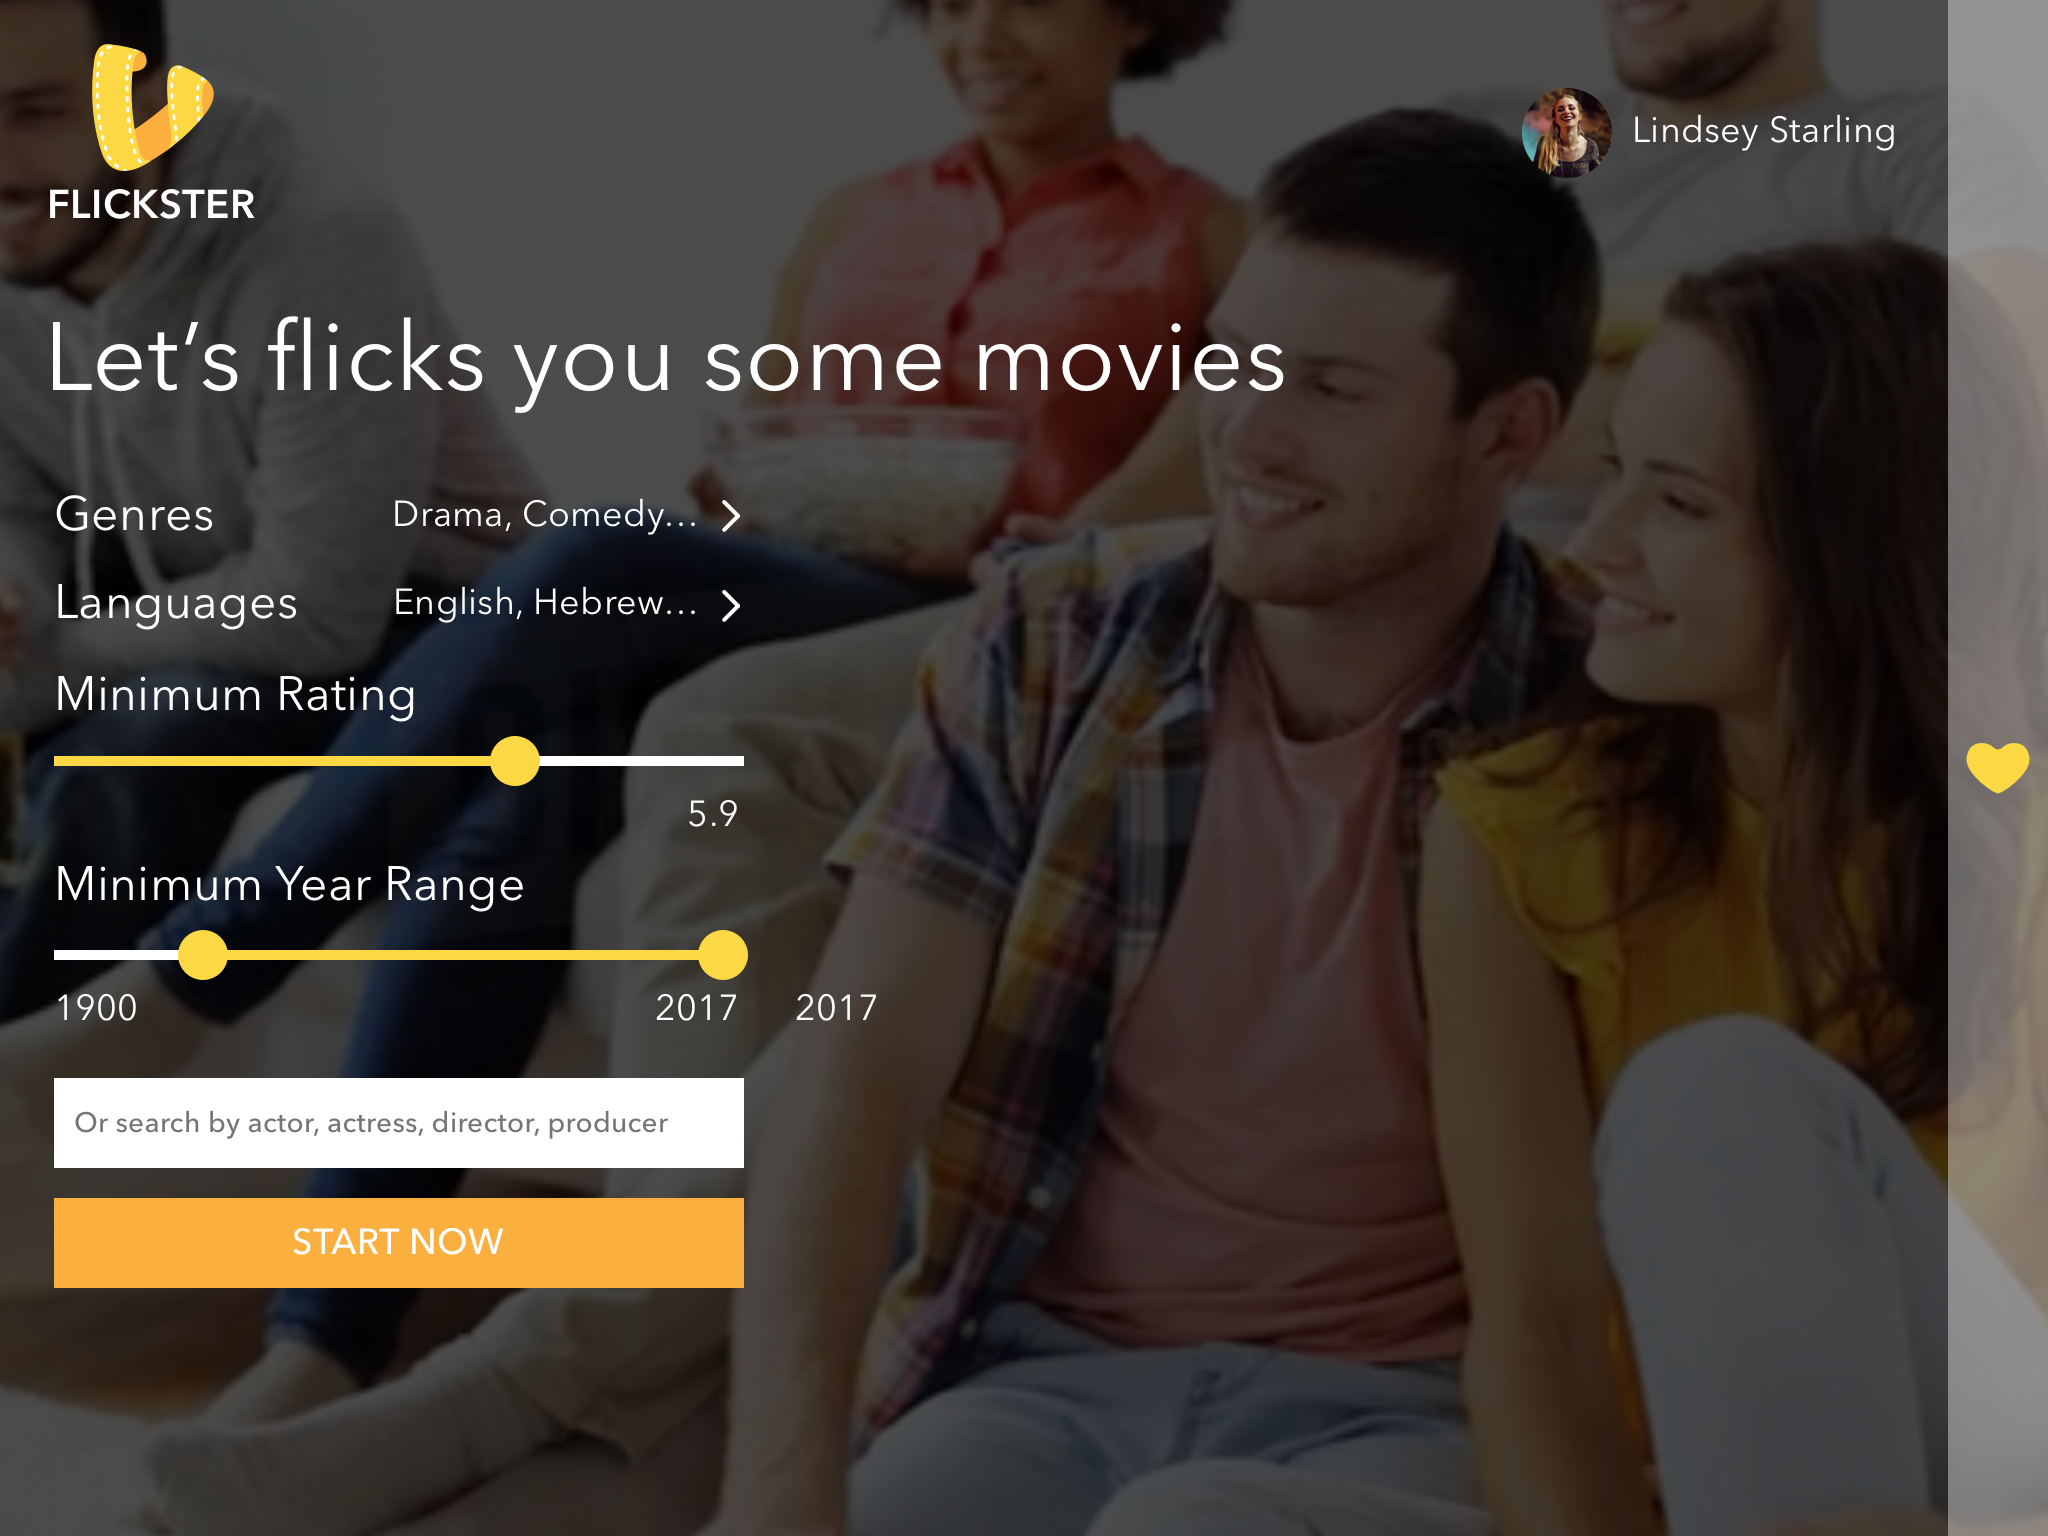 FLICKSTER
Lindsey Starling
Let's flicks you some movies
Genres Drama, Comedy...
Languages English, Hebrew...
Minimum Rating
5.9
Minimum Year Range
1900 2017 2017
Or search by actor, actress, director, producer
START NOW